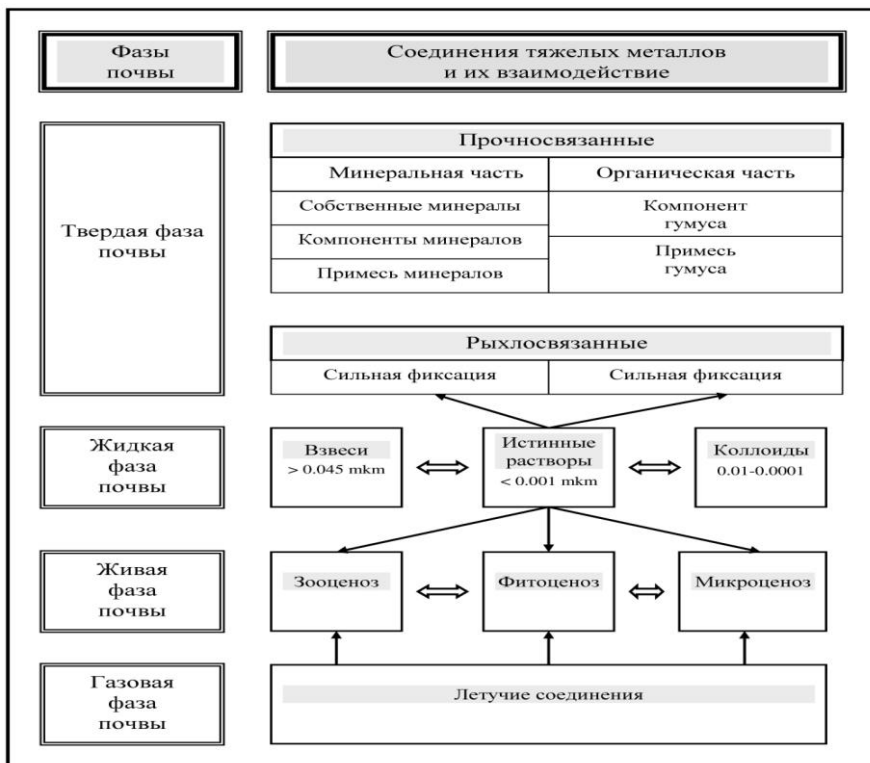 Фазы
почвы
Соединения тяжелых металлов
и их взаимодействие
Твердая фаза
почвы
Прочносвязанные
Минеральная часть
Органическая часть
Собственные минералы
Компоненты минералов
Примесь минералов
Компонент
гумуса
Примесь
гумуса
Рыхлосвязанные
Сильная фиксация
Сильная фиксация
Жидкая
фаза
почвы
Взвеси
> 0.045 mkm
Истинные
растворы
< 0.001 mkm
Коллоиды
0.01-0.0001
Живая
фаза
почвы
Зооценоз
Фитоценоз
Микроценоз
Газовая
фаза
почвы
Летучие соединения